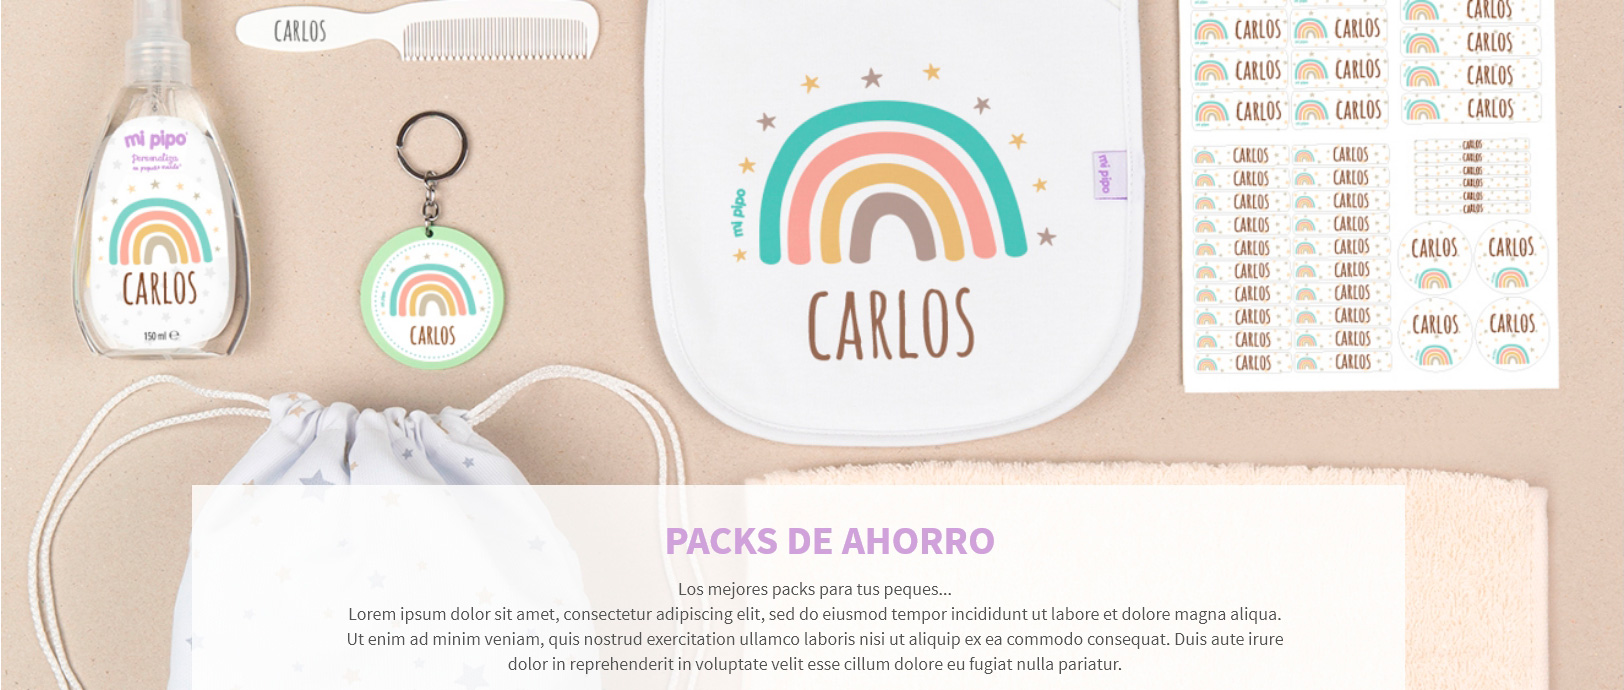 CARLOS
mi pipo
Personaliza
su pequeño mundo
CARLOS
150 ml ℮
CARLOS
mi pipo
mi pipo
CARLOS
CARLOS
CARLOS CARLOS CARLOS
CARLOS CARLOS CARLOS
CARLOS CARLOS CARLOS
CARLOS CARLOS
CARLOS CARLOS
CARLOS CARLOS
CARLOS CARLOS
CARLOS CARLOS
CARLOS CARLOS
CARLOS CARLOS
CARLOS CARLOS
CARLOS CARLOS
CARLOS CARLOS
CARLOS
CARLOS
CARLOS
CARLOS
CARLOS
CARLOS
CARLOS CARLOS
CARLOS CARLOS
PACKS DE AHORRO
Los mejores packs para tus peques...
Lorem ipsum dolor sit amet, consectetur adipiscing elit, sed do eiusmod tempor incididunt ut labore et dolore magna aliqua.
Ut enim ad minim veniam, quis nostrud exercitation ullamco laboris nisi ut aliquip ex ea commodo consequat. Duis aute irure
dolor in reprehenderit in voluptate velit esse cillum dolore eu fugiat nulla pariatur.